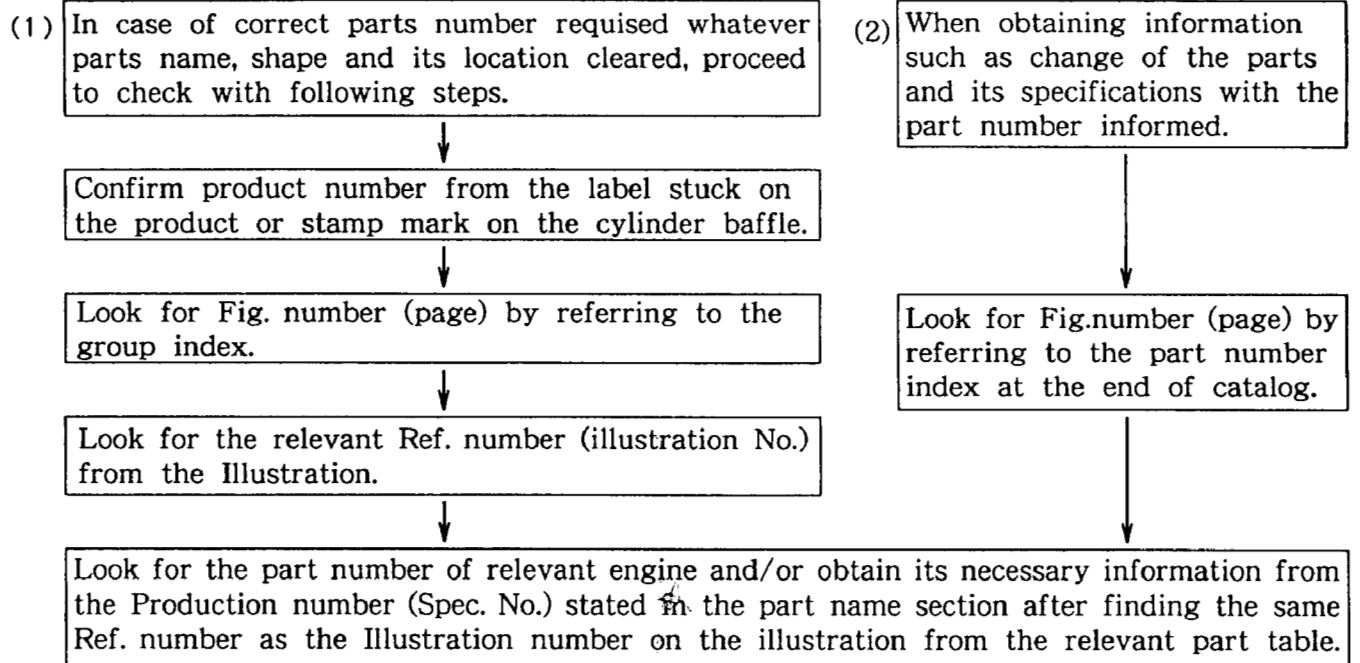 (1) In case of correct parts number requised whatever
parts name, shape and its location cleared, proceed
to check with following steps.
(2) When obtaining information
such as change of the parts
and its specifications with the
part number informed.
Confirm product number from the label stuck on
the product or stamp mark on the cylinder baffle.
Look for Fig. number (page) by referring to the
group index.
Look for Fig.number (page) by
referring to the part number
index at the end of catalog.
Look for the relevant Ref. number (illustration No.)
from the Illustration.
Look for the part number of relevant engine and/or obtain its necessary information from
the Production number (Spec. No.) stated in the part name section after finding the same
Ref. number as the Illustration number on the illustration from the relevant part table.